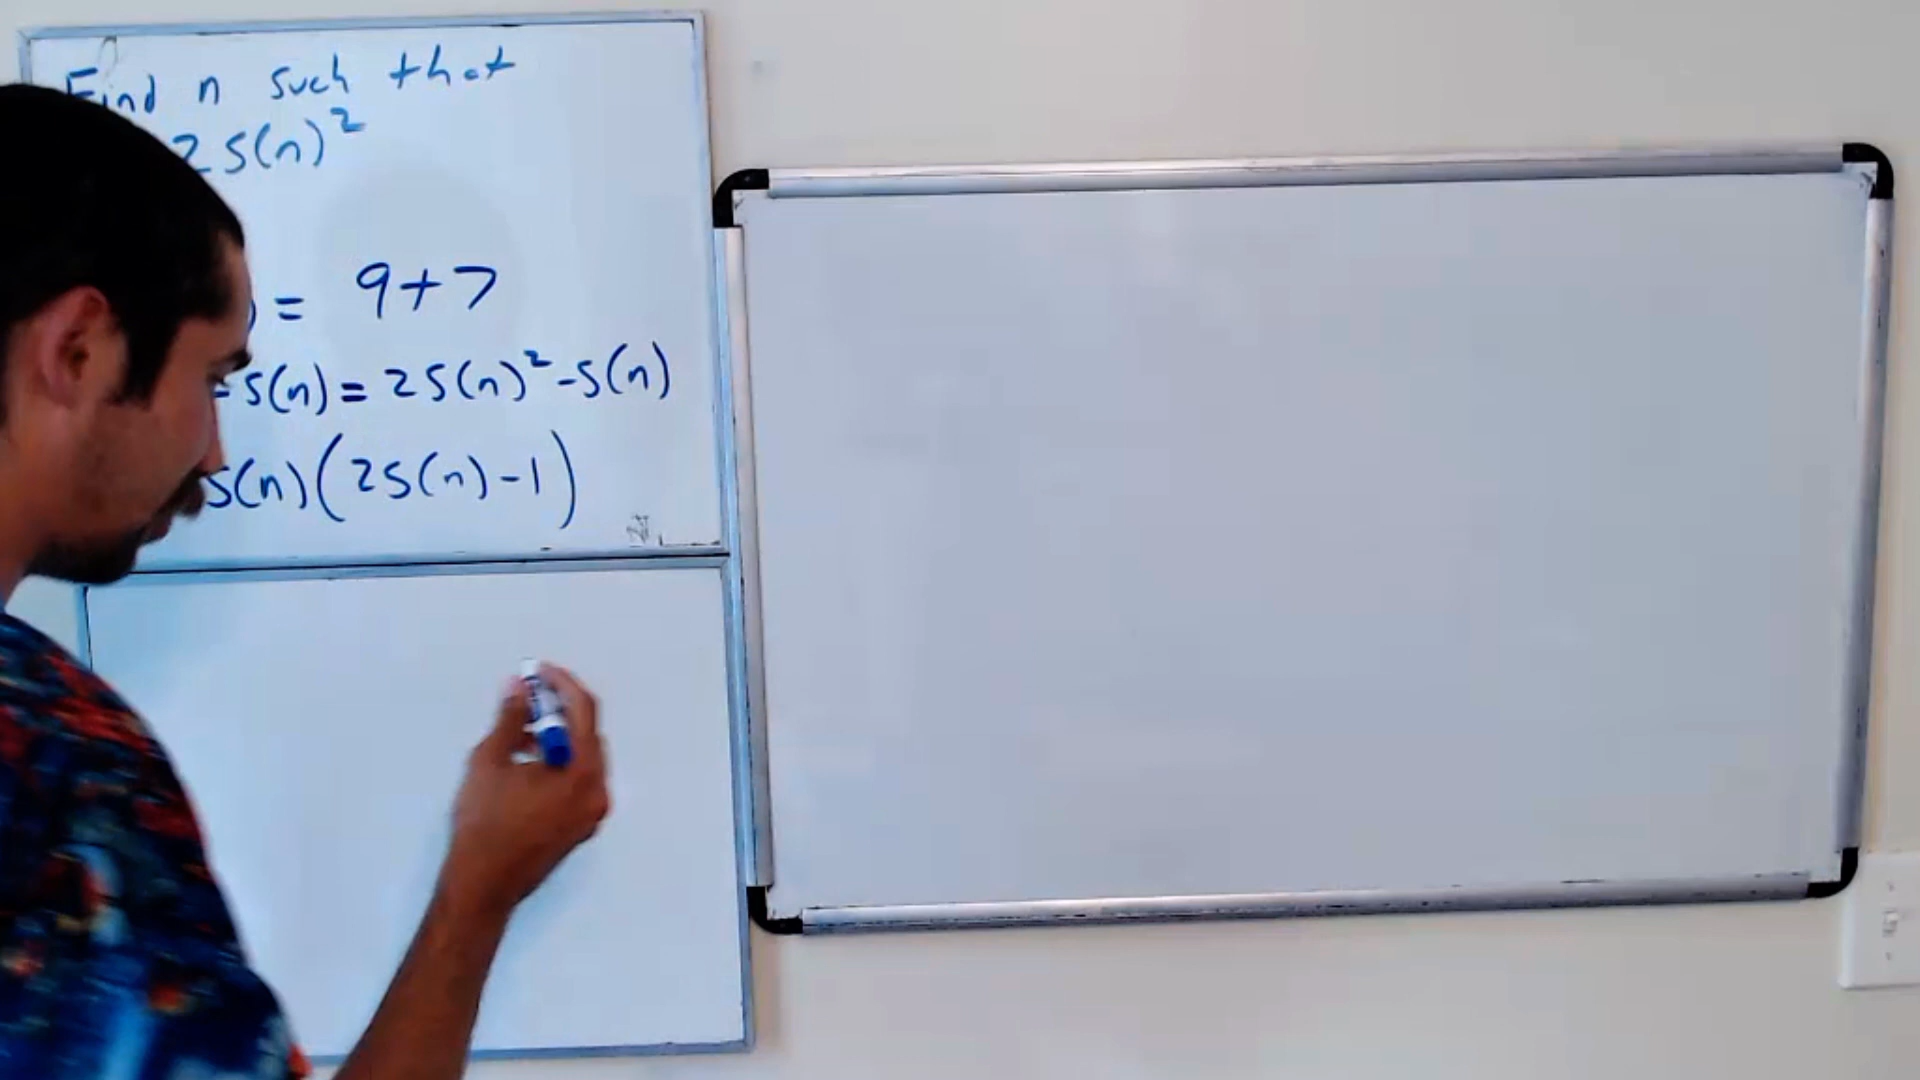 Find n such that
2S(n)²
) = 9+7
-S(n) = 2S(n)²-S(n)
S(n)(2S(n)-1)